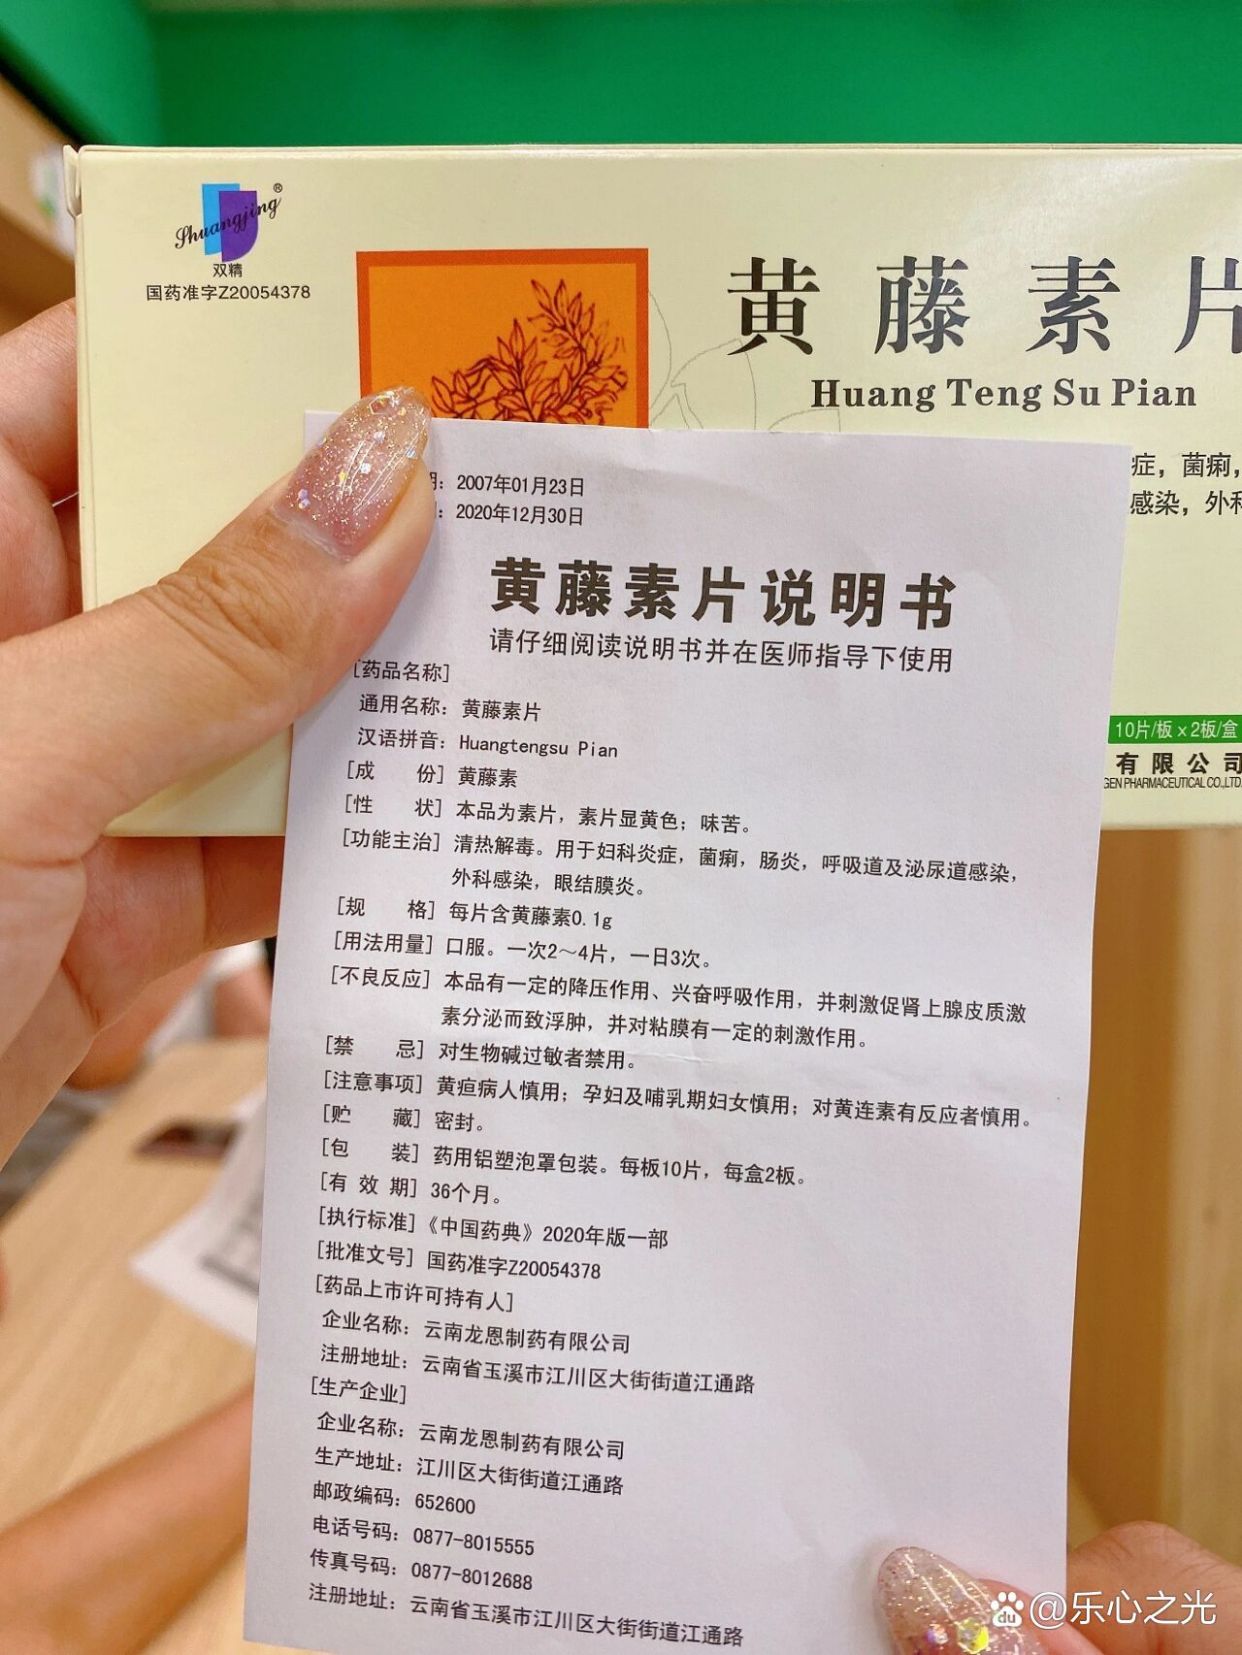 Shuangjing®
双精
国药准字Z20054378
黄藤素片
Huang Teng Su Pian
症，菌痢，
感染，外科
10片/板×2板/盒
有限公司
GEN PHARMACEUTICAL CO.,LTD.
期：2007年01月23日
：2020年12月30日
黄藤素片说明书
请仔细阅读说明书并在医师指导下使用
[药品名称]
通用名称：黄藤素片
汉语拼音：Huangtengsu Pian
[成 份] 黄藤素
[性 状] 本品为素片，素片显黄色；味苦。
[功能主治] 清热解毒。用于妇科炎症，菌痢，肠炎，呼吸道及泌尿道感染，
外科感染，眼结膜炎。
[规 格] 每片含黄藤素0.1g
[用法用量] 口服。一次2～4片，一日3次。
[不良反应] 本品有一定的降压作用、兴奋呼吸作用，并刺激促肾上腺皮质激
素分泌而致浮肿，并对粘膜有一定的刺激作用。
[禁 忌] 对生物碱过敏者禁用。
[注意事项] 黄疸病人慎用；孕妇及哺乳期妇女慎用；对黄连素有反应者慎用。
[贮 藏] 密封。
[包 装] 药用铝塑泡罩包装。每板10片，每盒2板。
[有 效 期] 36个月。
[执行标准]《中国药典》2020年版一部
[批准文号] 国药准字Z20054378
[药品上市许可持有人]
企业名称：云南龙恩制药有限公司
注册地址：云南省玉溪市江川区大街街道江通路
[生产企业]
企业名称：云南龙恩制药有限公司
生产地址：江川区大街街道江通路
邮政编码：652600
电话号码：0877-8015555
传真号码：0877-8012688
注册地址：云南省玉溪市江川区大街街道江通路
du @乐心之光